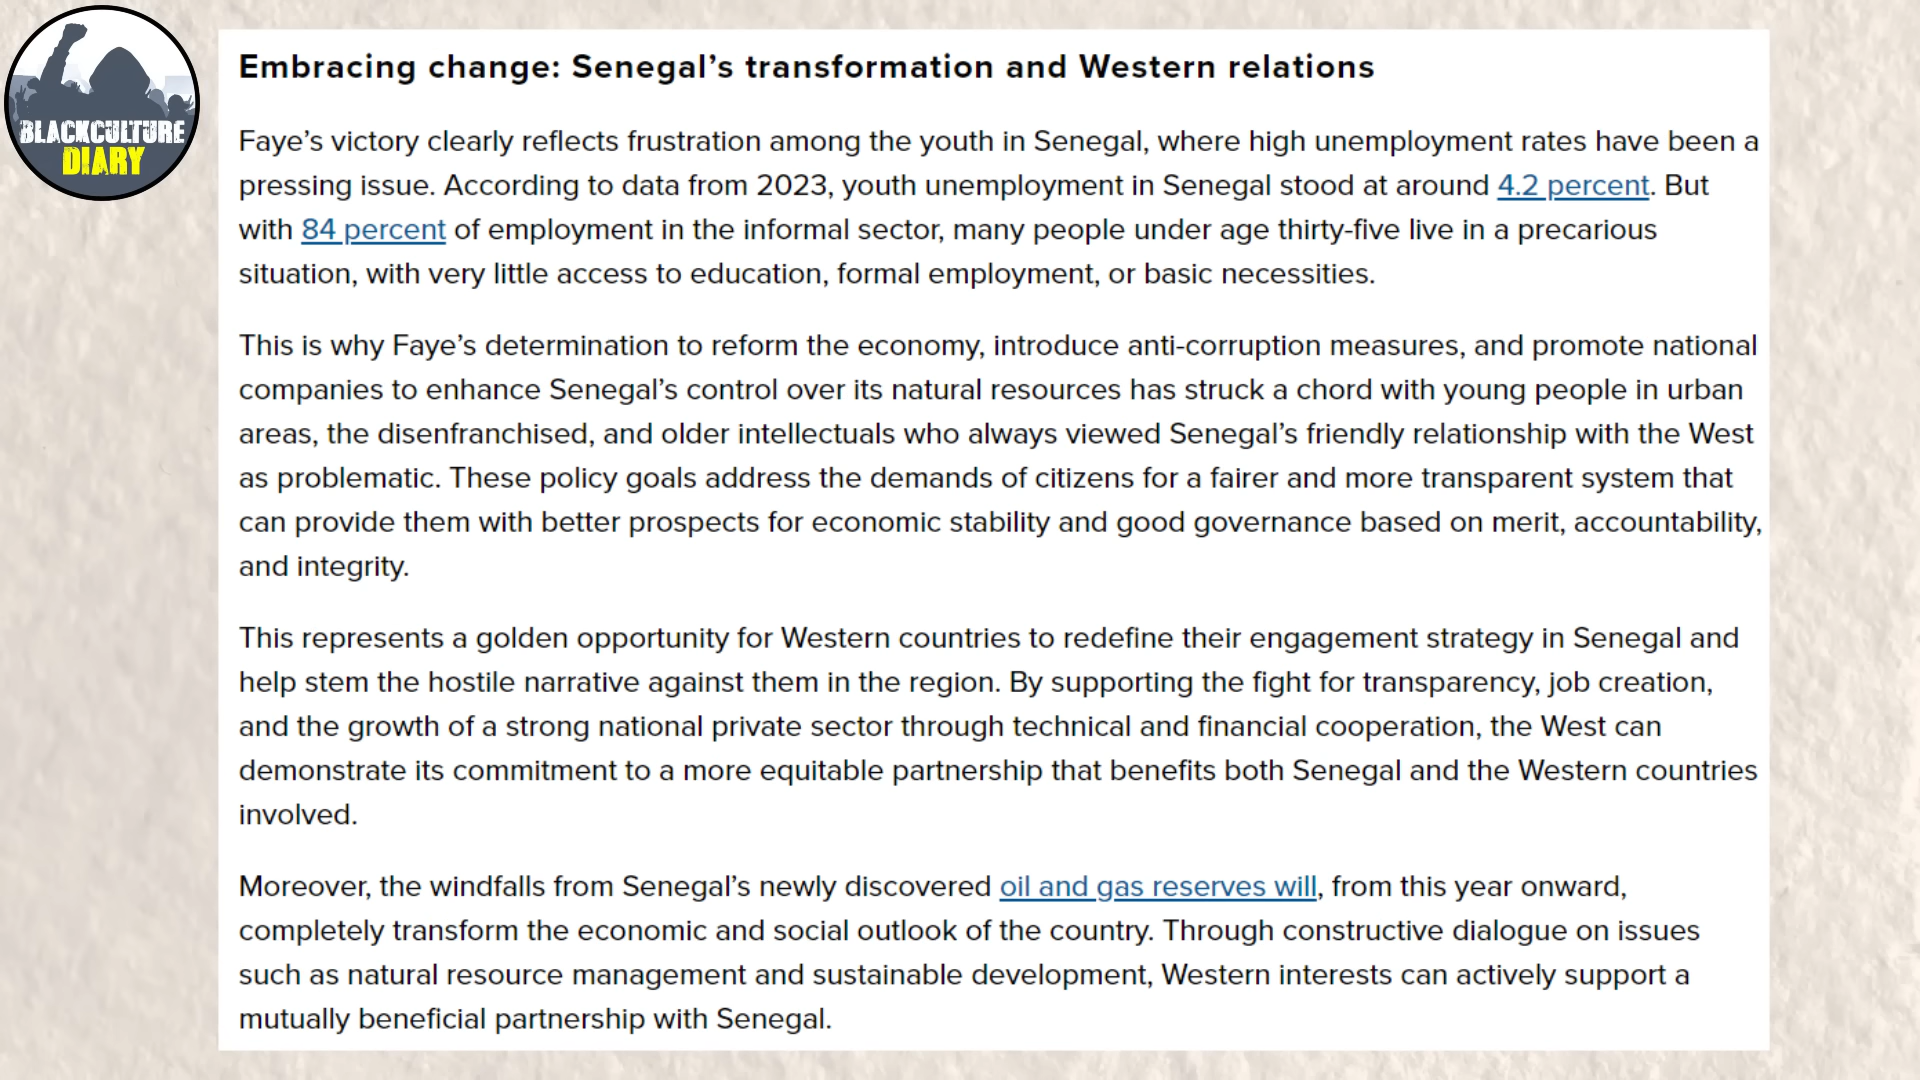 BLACKCULTURE
DIARY
Embracing change: Senegal’s transformation and Western relations
Faye’s victory clearly reflects frustration among the youth in Senegal, where high unemployment rates have been a
pressing issue. According to data from 2023, youth unemployment in Senegal stood at around 4.2 percent. But
with 84 percent of employment in the informal sector, many people under age thirty-five live in a precarious
situation, with very little access to education, formal employment, or basic necessities.
This is why Faye’s determination to reform the economy, introduce anti-corruption measures, and promote national
companies to enhance Senegal’s control over its natural resources has struck a chord with young people in urban
areas, the disenfranchised, and older intellectuals who always viewed Senegal’s friendly relationship with the West
as problematic. These policy goals address the demands of citizens for a fairer and more transparent system that
can provide them with better prospects for economic stability and good governance based on merit, accountability,
and integrity.
This represents a golden opportunity for Western countries to redefine their engagement strategy in Senegal and
help stem the hostile narrative against them in the region. By supporting the fight for transparency, job creation,
and the growth of a strong national private sector through technical and financial cooperation, the West can
demonstrate its commitment to a more equitable partnership that benefits both Senegal and the Western countries
involved.
Moreover, the windfalls from Senegal’s newly discovered oil and gas reserves will, from this year onward,
completely transform the economic and social outlook of the country. Through constructive dialogue on issues
such as natural resource management and sustainable development, Western interests can actively support a
mutually beneficial partnership with Senegal.